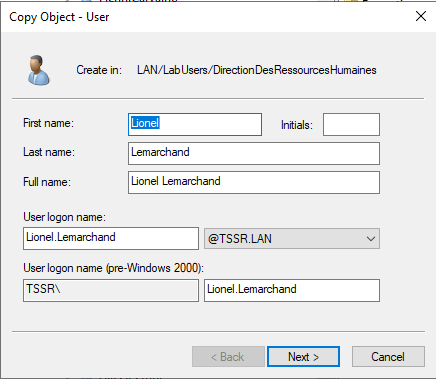 Copy Object - User
Create in: LAN/LabUsers/DirectionDesRessourcesHumaines
First name: Lionel Initials:
Last name: Lemarchand
Full name: Lionel Lemarchand
User logon name:
Lionel.Lemarchand @TSSR.LAN
User logon name (pre-Windows 2000):
TSSR\ Lionel.Lemarchand
< Back Next > Cancel